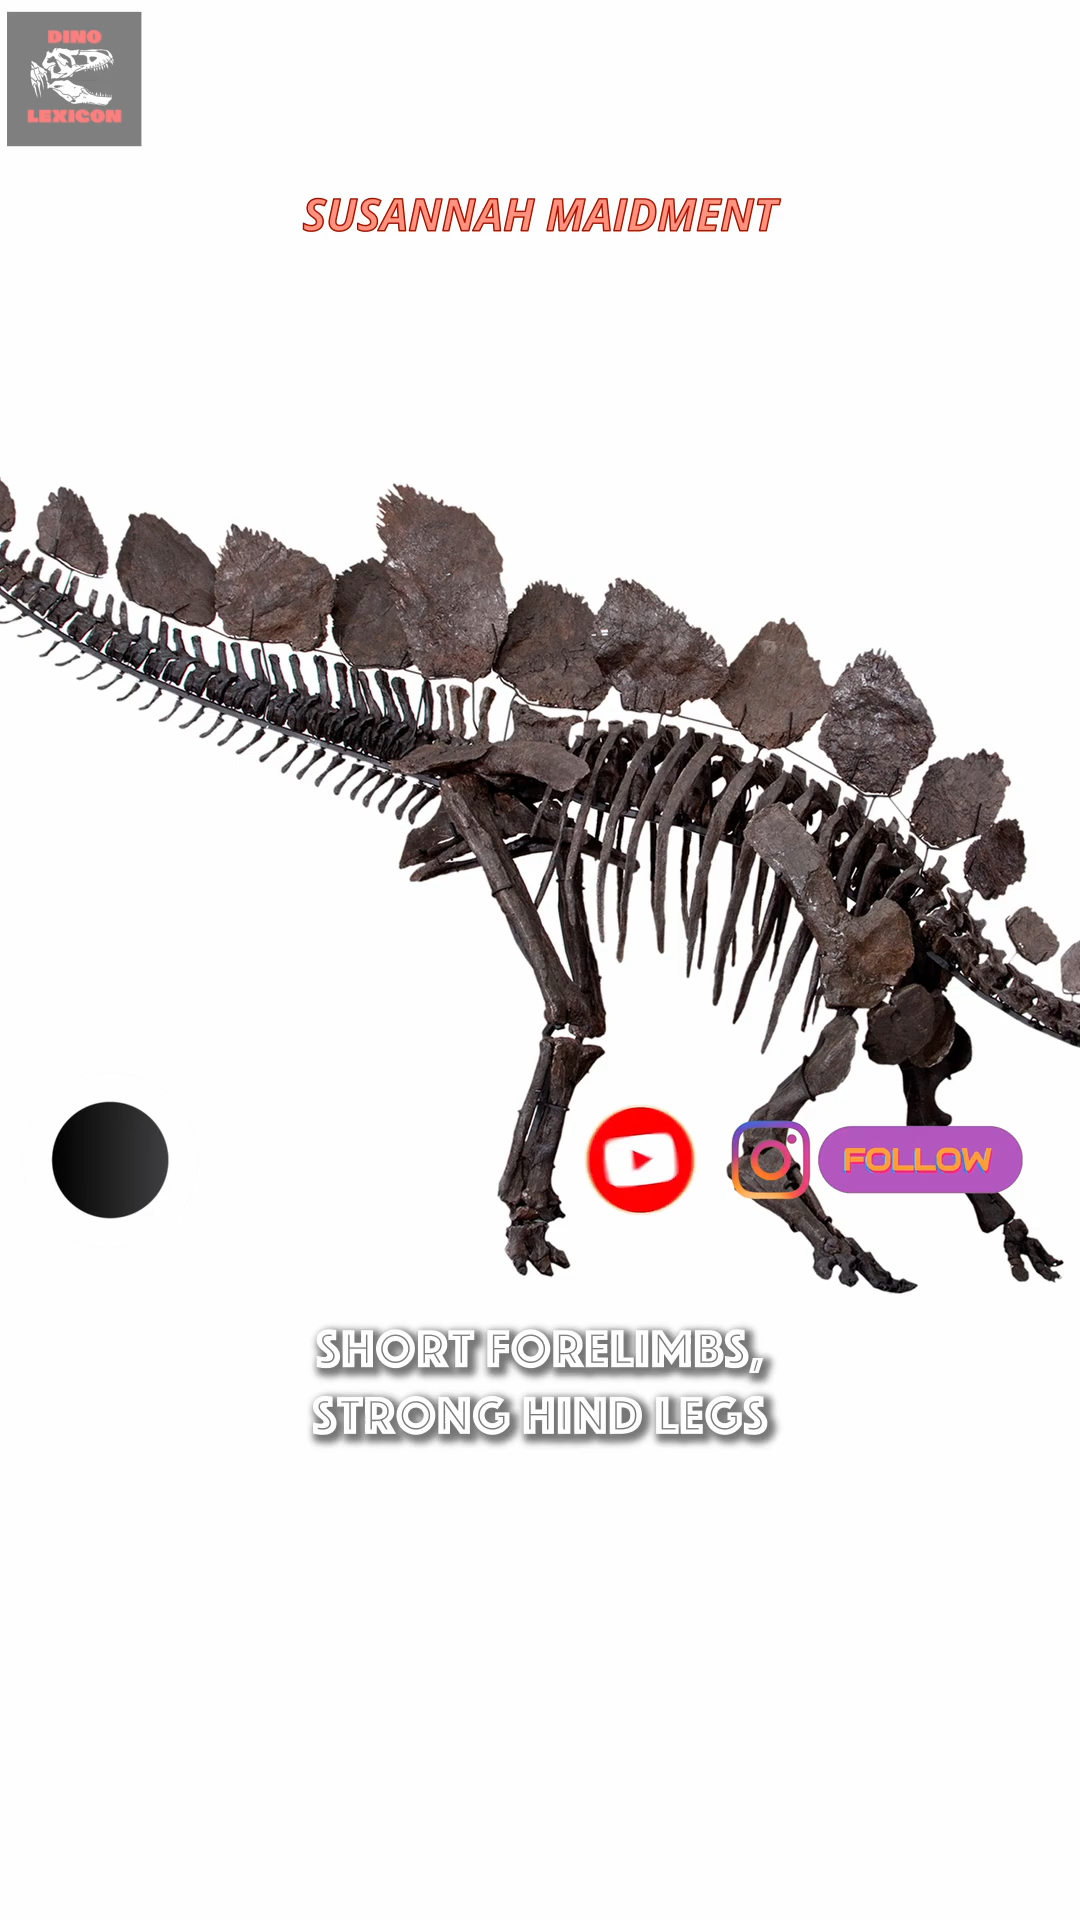 DINO
LEXICON
SUSANNAH MAIDMENT
FOLLOW
SHORT FORELIMBS,
STRONG HIND LEGS